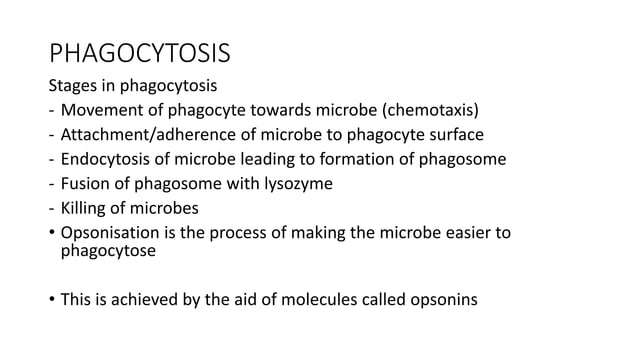 PHAGOCYTOSIS
Stages in phagocytosis
- Movement of phagocyte towards microbe (chemotaxis)
- Attachment/adherence of microbe to phagocyte surface
- Endocytosis of microbe leading to formation of phagosome
- Fusion of phagosome with lysozyme
- Killing of microbes
• Opsonisation is the process of making the microbe easier to
phagocytose
• This is achieved by the aid of molecules called opsonins